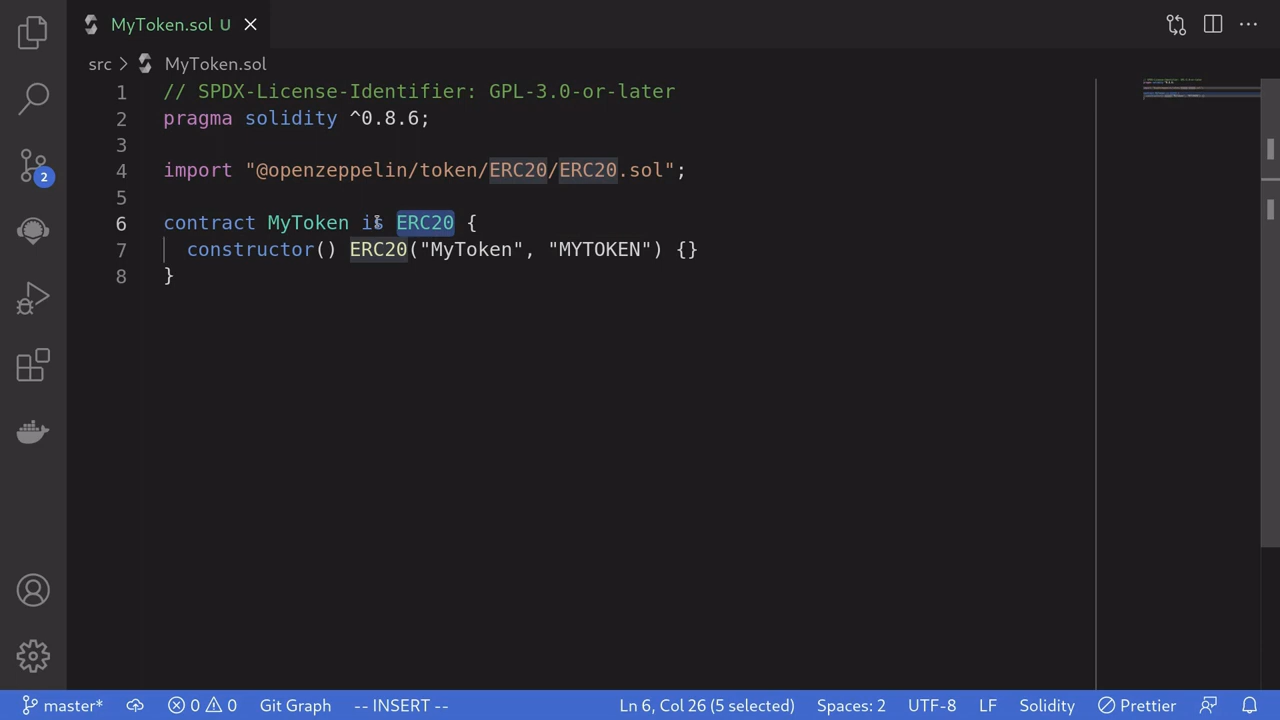 MyToken.sol U
src > MyToken.sol
1 // SPDX-License-Identifier: GPL-3.0-or-later
2 pragma solidity ^0.8.6;
3
4 import "@openzeppelin/token/ERC20/ERC20.sol";
5
6 contract MyToken is ERC20 {
7 constructor() ERC20("MyToken", "MYTOKEN") {}
8 }
2
master* 0 0 Git Graph -- INSERT -- Ln 6, Col 26 (5 selected) Spaces: 2 UTF-8 LF Solidity Prettier